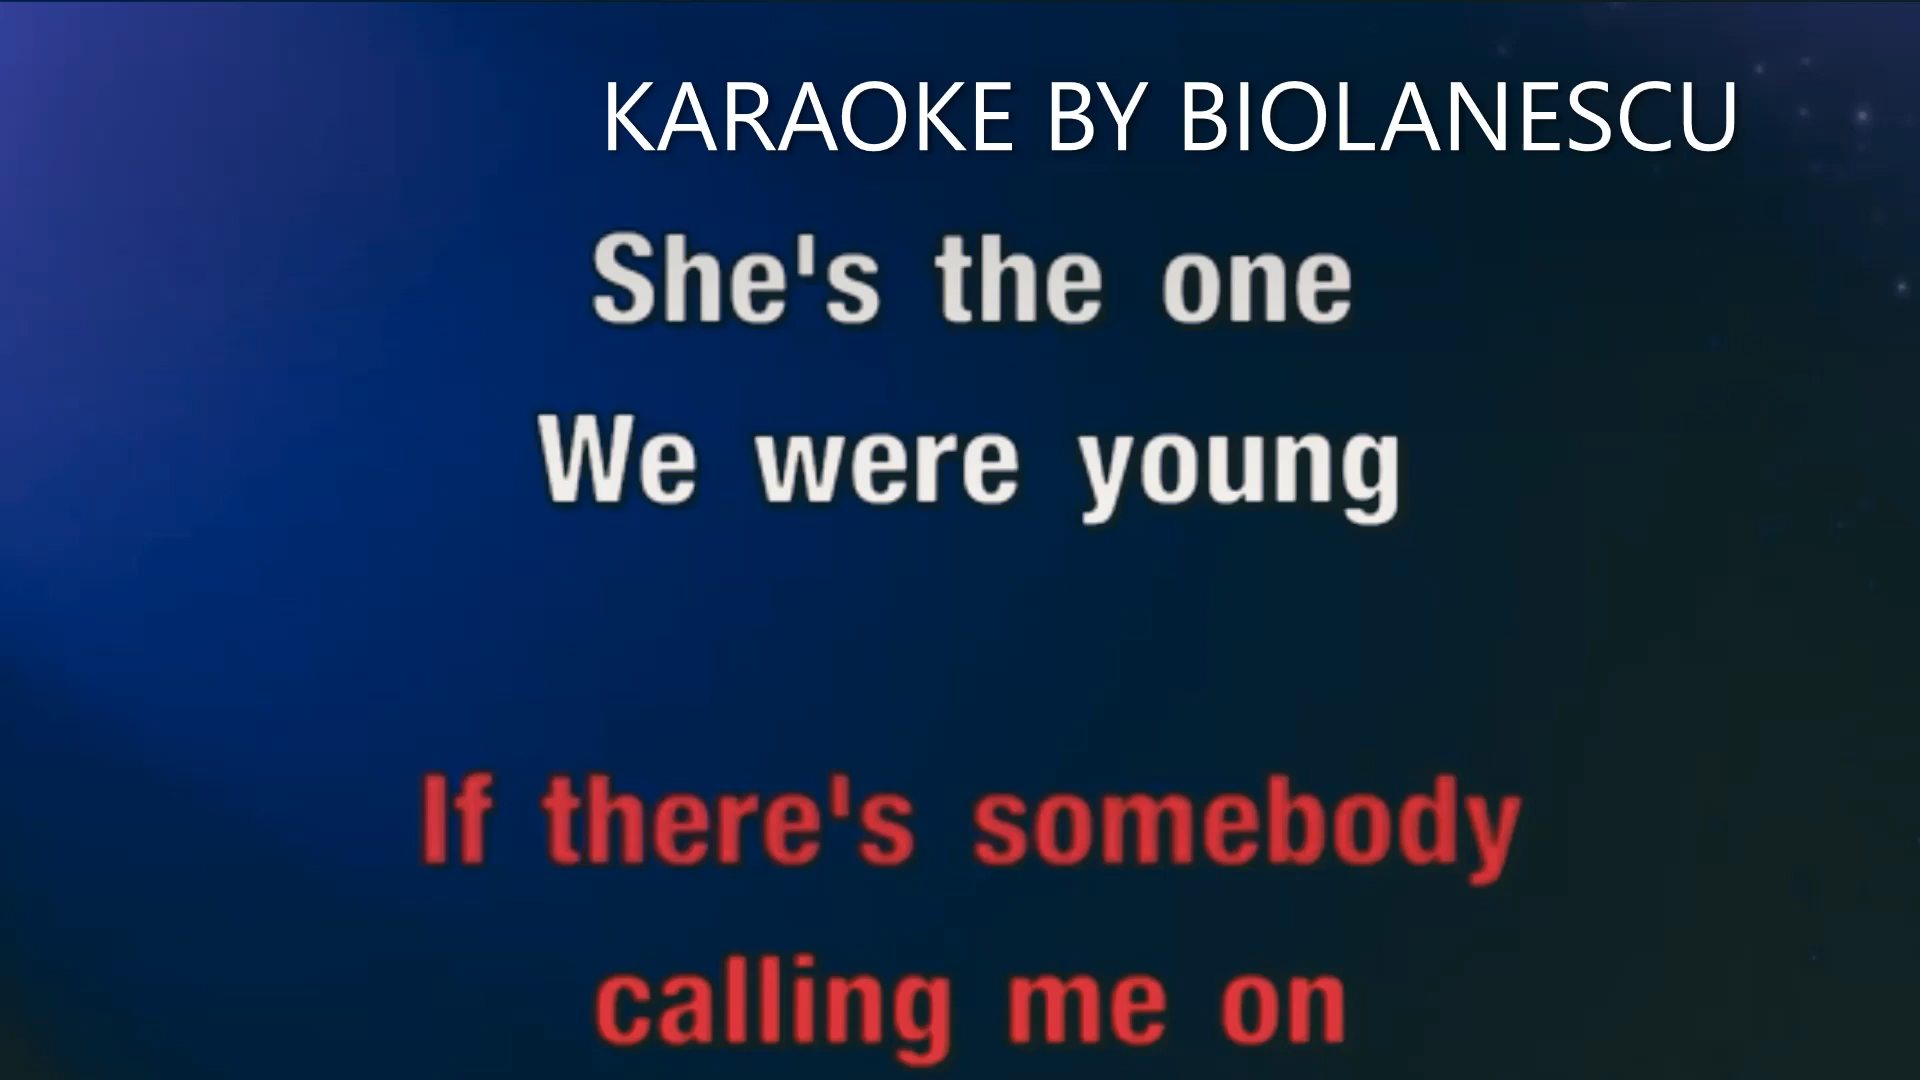 KARAOKE BY BIOLANESCU
She's the one
We were young
If there's somebody
calling me on